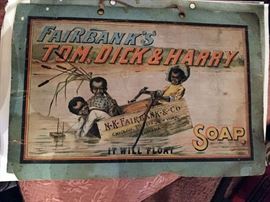 FAIRBANK'S
TOM, DICK & HARRY
N.K. FAIRBANK & CO.
SOAP.
IT WILL FLOAT